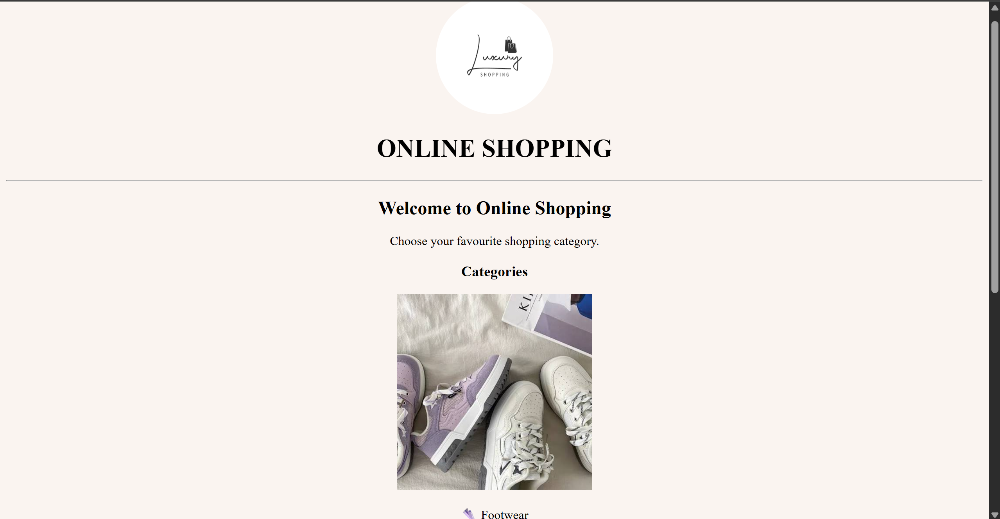 Luxury
SHOPPING
ONLINE SHOPPING
Welcome to Online Shopping
Choose your favourite shopping category.
Categories
Footwear